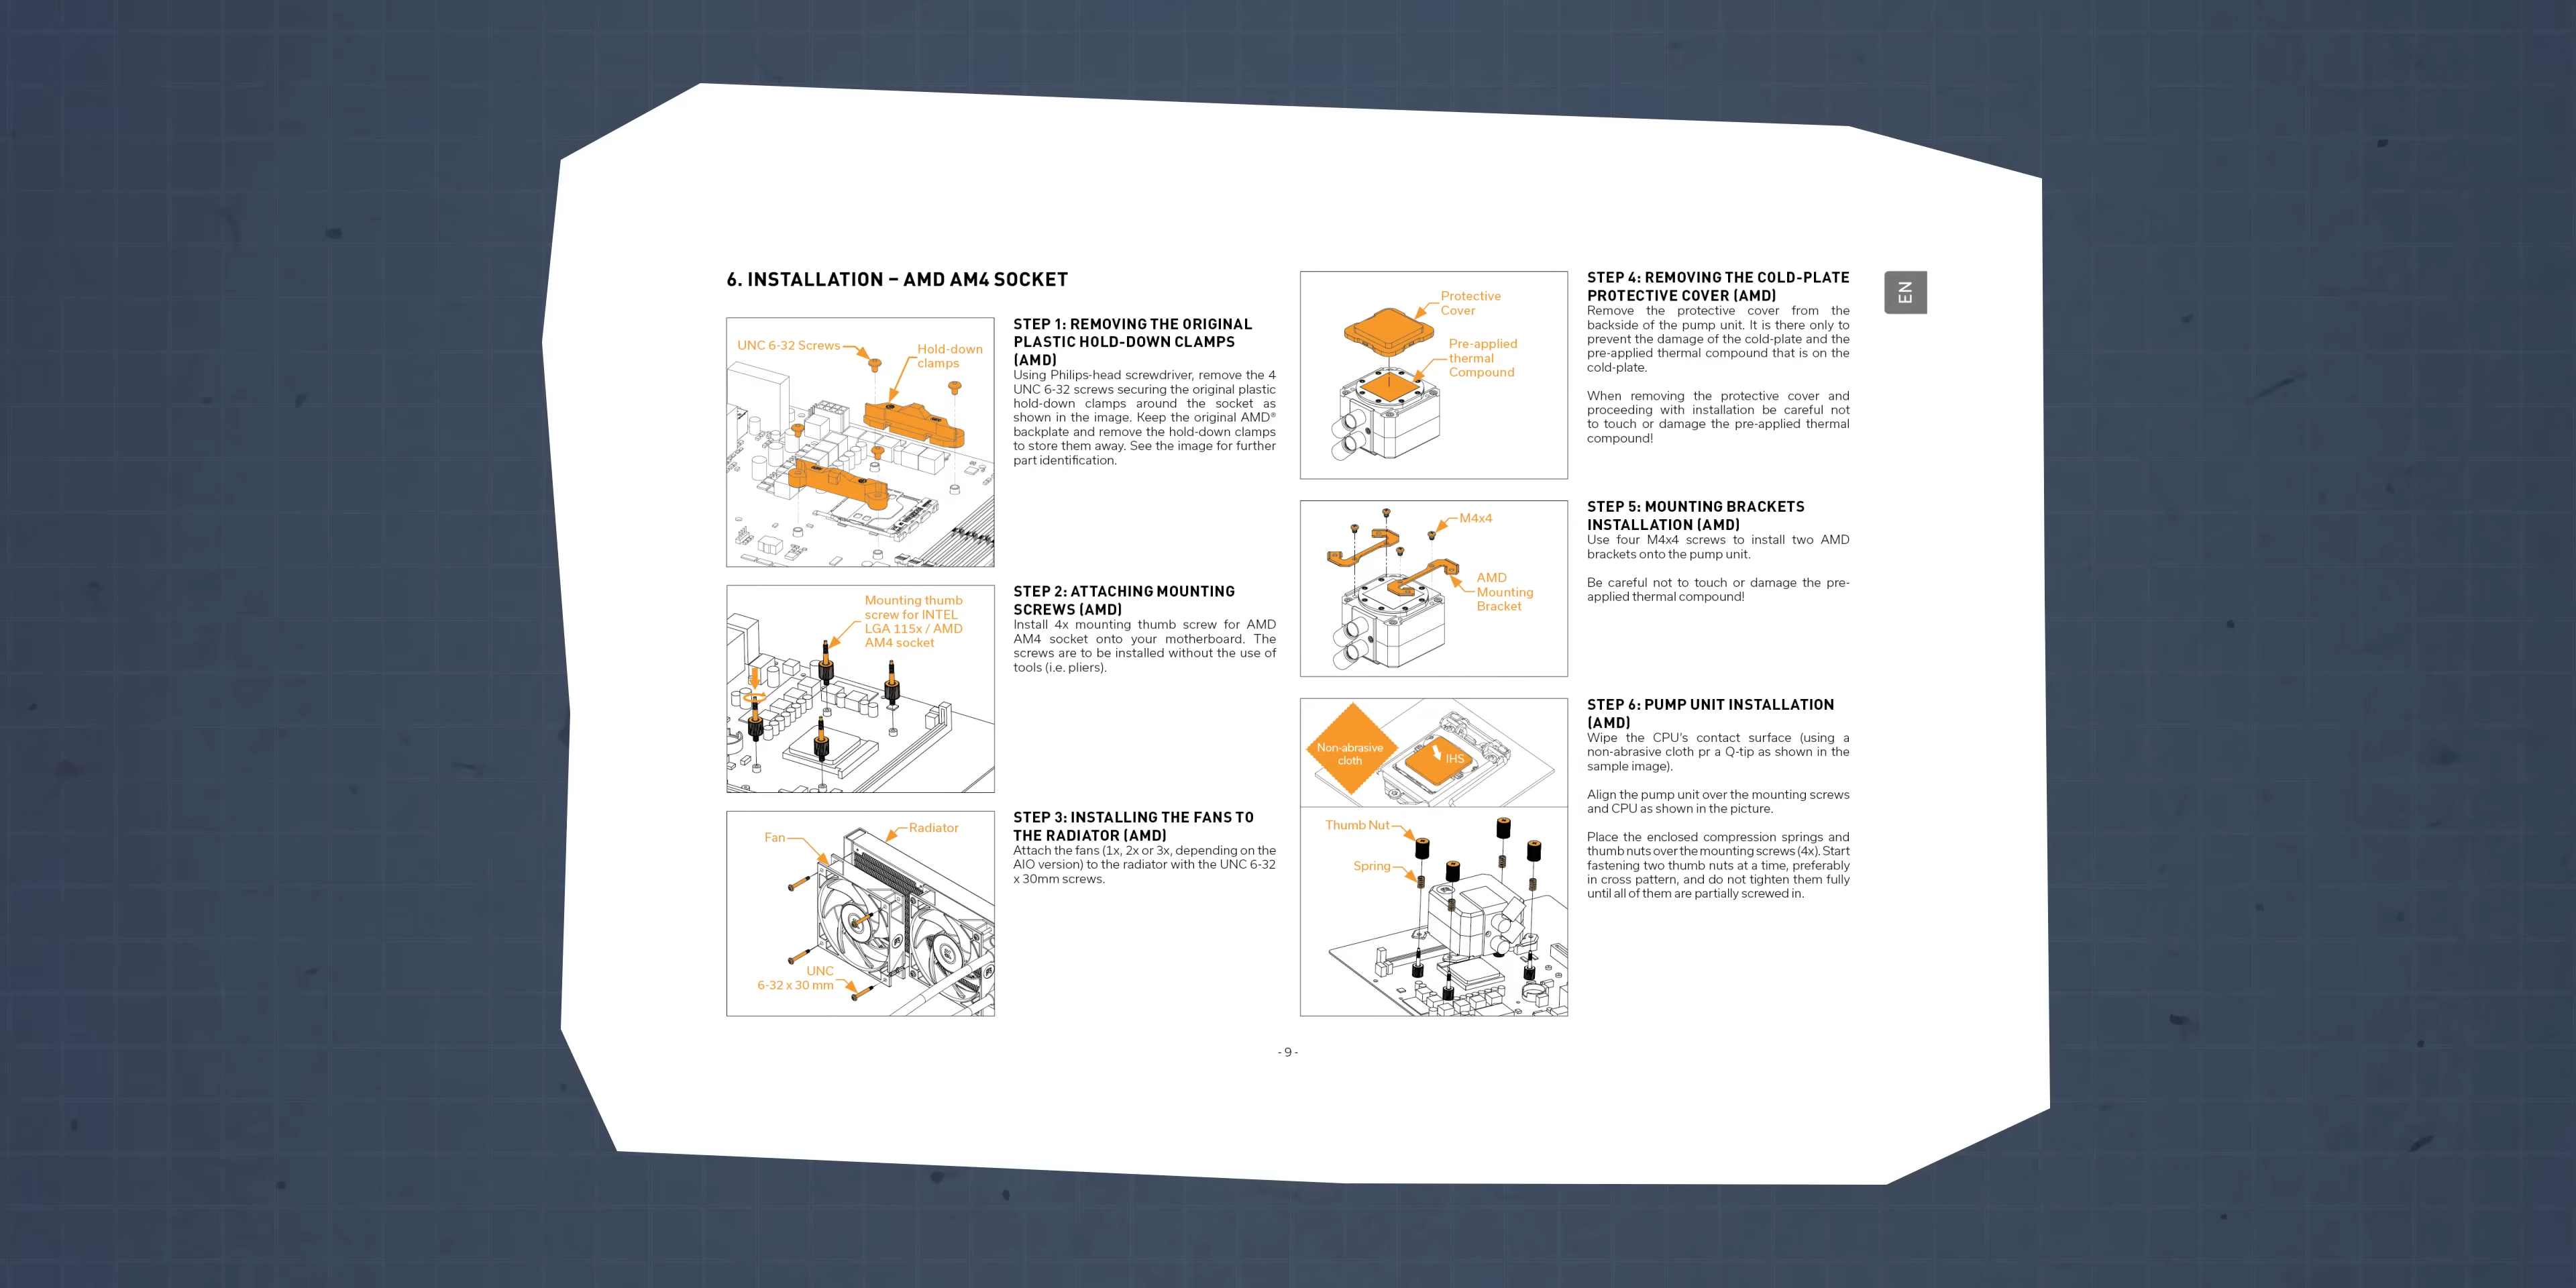 6. INSTALLATION – AMD AM4 SOCKET
UNC 6-32 Screws
Hold-down
clamps
STEP 1: REMOVING THE ORIGINAL
PLASTIC HOLD-DOWN CLAMPS
(AMD)
Using Philips-head screwdriver, remove the 4
UNC 6-32 screws securing the original plastic
hold-down clamps around the socket as
shown in the image. Keep the original AMD®
backplate and remove the hold-down clamps
to store them away. See the image for further
part identification.
Mounting thumb
screw for INTEL
LGA 115x / AMD
AM4 socket
STEP 2: ATTACHING MOUNTING
SCREWS (AMD)
Install 4x mounting thumb screw for AMD
AM4 socket onto your motherboard. The
screws are to be installed without the use of
tools (i.e. pliers).
Fan
Radiator
UNC
6-32 x 30 mm
STEP 3: INSTALLING THE FANS TO
THE RADIATOR (AMD)
Attach the fans (1x, 2x or 3x, depending on the
AIO version) to the radiator with the UNC 6-32
x 30mm screws.
Protective
Cover
Pre-applied
thermal
Compound
STEP 4: REMOVING THE COLD-PLATE
PROTECTIVE COVER (AMD)
Remove the protective cover from the
backside of the pump unit. It is there only to
prevent the damage of the cold-plate and the
pre-applied thermal compound that is on the
cold-plate.
When removing the protective cover and
proceeding with installation be careful not
to touch or damage the pre-applied thermal
compound!
EN
M4x4
AMD
Mounting
Bracket
STEP 5: MOUNTING BRACKETS
INSTALLATION (AMD)
Use four M4x4 screws to install two AMD
brackets onto the pump unit.
Be careful not to touch or damage the pre-
applied thermal compound!
Non-abrasive
cloth
IHS
Thumb Nut
Spring
STEP 6: PUMP UNIT INSTALLATION
(AMD)
Wipe the CPU's contact surface (using a
non-abrasive cloth pr a Q-tip as shown in the
sample image).
Align the pump unit over the mounting screws
and CPU as shown in the picture.
Place the enclosed compression springs and
thumb nuts over the mounting screws (4x). Start
fastening two thumb nuts at a time, preferably
in cross pattern, and do not tighten them fully
until all of them are partially screwed in.
- 9 -